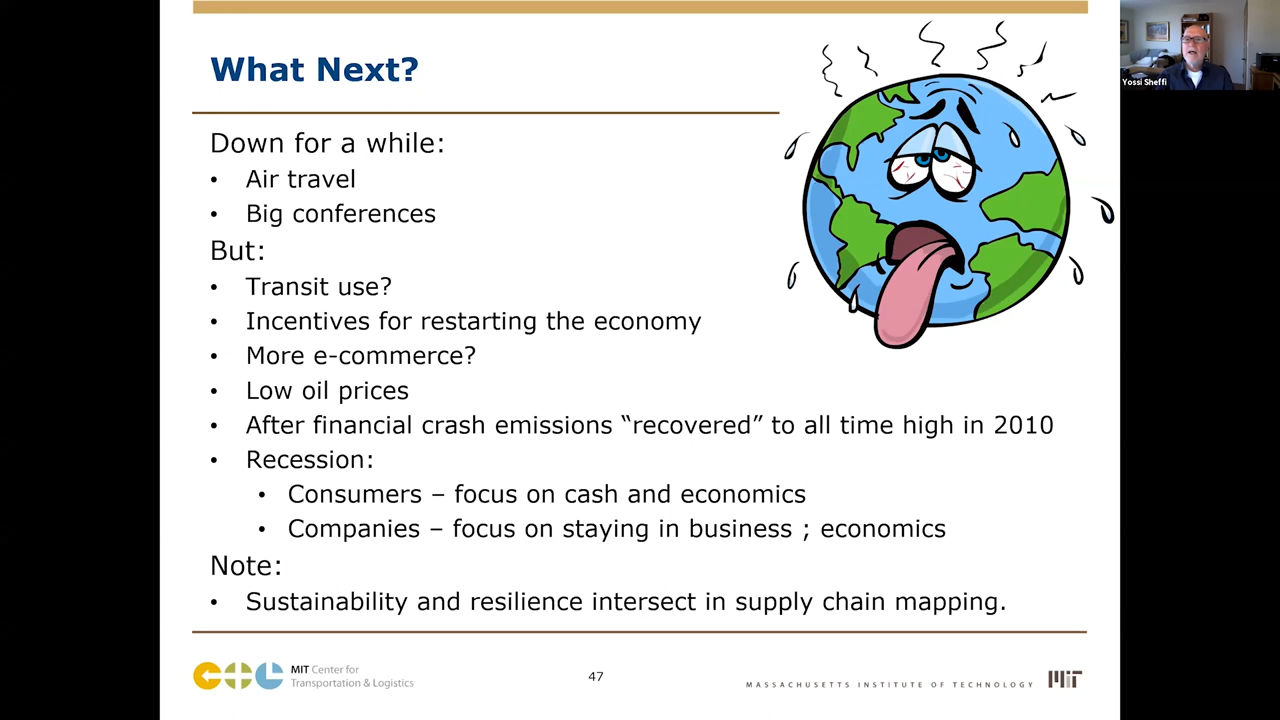 What Next?
Yossi Sheffi
Down for a while:
• Air travel
• Big conferences
But:
• Transit use?
• Incentives for restarting the economy
• More e-commerce?
• Low oil prices
• After financial crash emissions “recovered” to all time high in 2010
• Recession:
• Consumers – focus on cash and economics
• Companies – focus on staying in business ; economics
Note:
• Sustainability and resilience intersect in supply chain mapping.
MIT Center for
Transportation & Logistics
47
MASSACHUSETTS INSTITUTE OF TECHNOLOGY
MIT